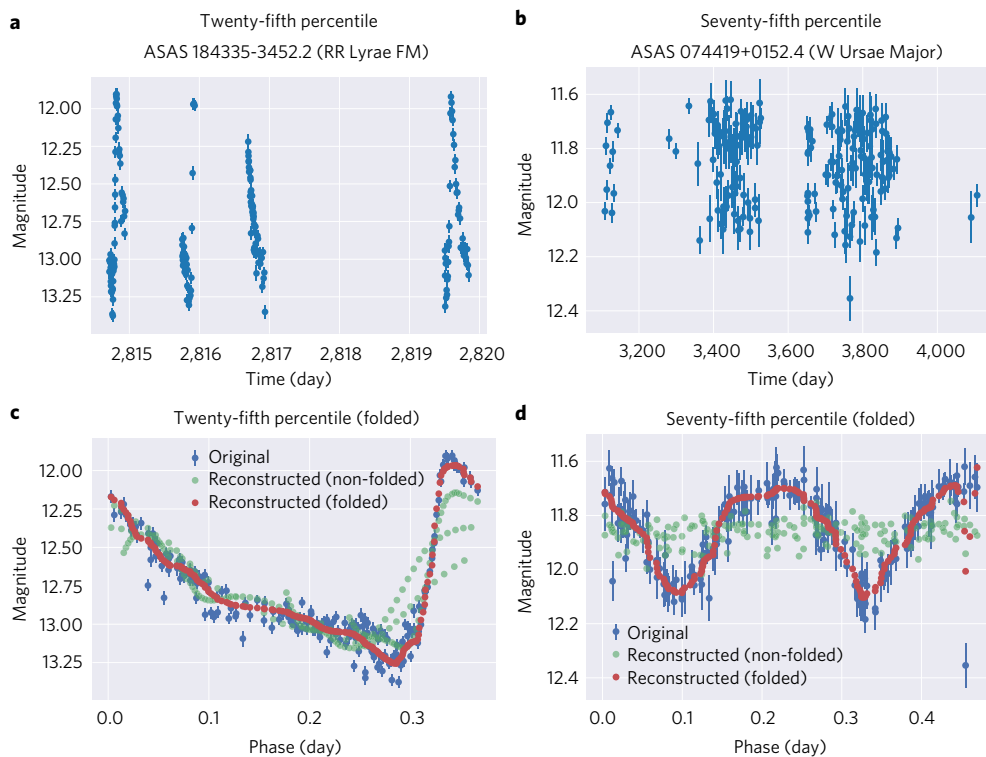 a
Twenty-fifth percentile
ASAS 184335-3452.2 (RR Lyrae FM)
12.00
12.25
12.50
12.75
13.00
13.25
Magnitude
2,815 2,816 2,817 2,818 2,819 2,820
Time (day)
b
Seventy-fifth percentile
ASAS 074419+0152.4 (W Ursae Major)
11.6
11.8
12.0
12.2
12.4
Magnitude
3,200 3,400 3,600 3,800 4,000
Time (day)
c
Twenty-fifth percentile (folded)
Original
Reconstructed (non-folded)
Reconstructed (folded)
12.00
12.25
12.50
12.75
13.00
13.25
Magnitude
0.0 0.1 0.2 0.3
Phase (day)
d
Seventy-fifth percentile (folded)
11.6
11.8
12.0
12.2
12.4
Magnitude
Original
Reconstructed (non-folded)
Reconstructed (folded)
0.0 0.1 0.2 0.3 0.4
Phase (day)